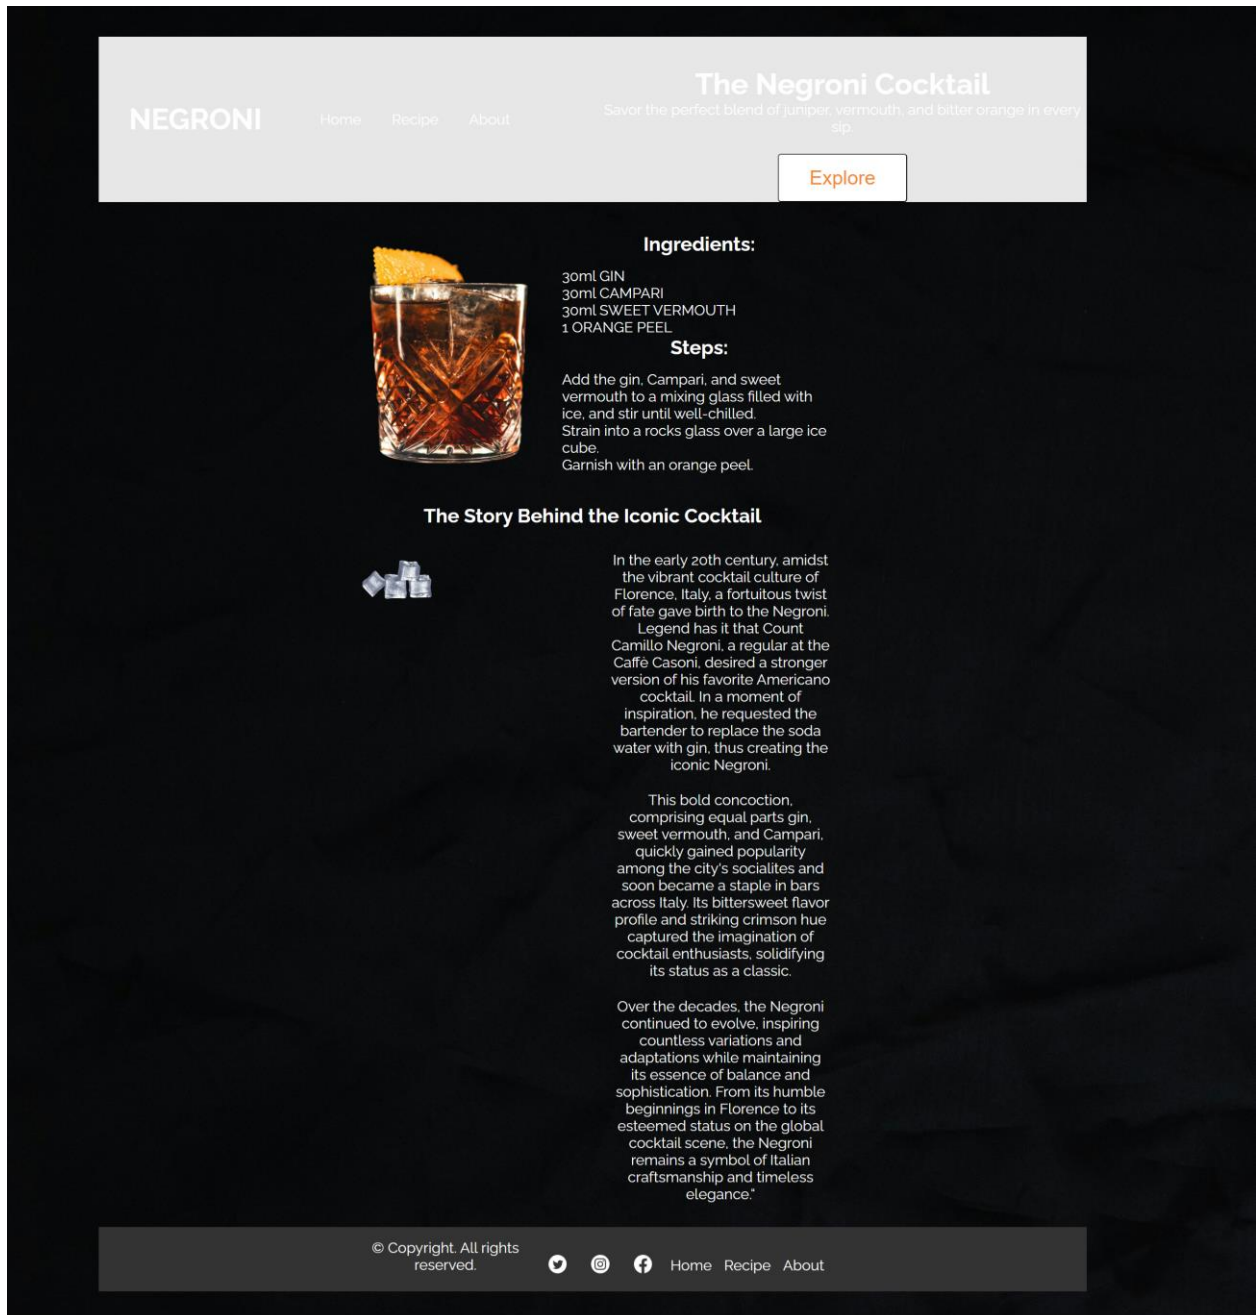 NEGRONI
Home Recipe About
The Negroni Cocktail
Savor the perfect blend of juniper, vermouth, and bitter orange in every
sip.
Explore
Ingredients:
30ml GIN
30ml CAMPARI
30ml SWEET VERMOUTH
1 ORANGE PEEL
Steps:
Add the gin, Campari, and sweet
vermouth to a mixing glass filled with
ice, and stir until well-chilled.
Strain into a rocks glass over a large ice
cube.
Garnish with an orange peel.
The Story Behind the Iconic Cocktail
In the early 20th century, amidst
the vibrant cocktail culture of
Florence, Italy, a fortuitous twist
of fate gave birth to the Negroni.
Legend has it that Count
Camillo Negroni, a regular at the
Caffè Casoni, desired a stronger
version of his favorite Americano
cocktail. In a moment of
inspiration, he requested the
bartender to replace the soda
water with gin, thus creating the
iconic Negroni.
This bold concoction,
comprising equal parts gin,
sweet vermouth, and Campari,
quickly gained popularity
among the city's socialites and
soon became a staple in bars
across Italy. Its bittersweet flavor
profile and striking crimson hue
captured the imagination of
cocktail enthusiasts, solidifying
its status as a classic.
Over the decades, the Negroni
continued to evolve, inspiring
countless variations and
adaptations while maintaining
its essence of balance and
sophistication. From its humble
beginnings in Florence to its
esteemed status on the global
cocktail scene, the Negroni
remains a symbol of Italian
craftsmanship and timeless
elegance."
© Copyright. All rights
reserved.
Home Recipe About